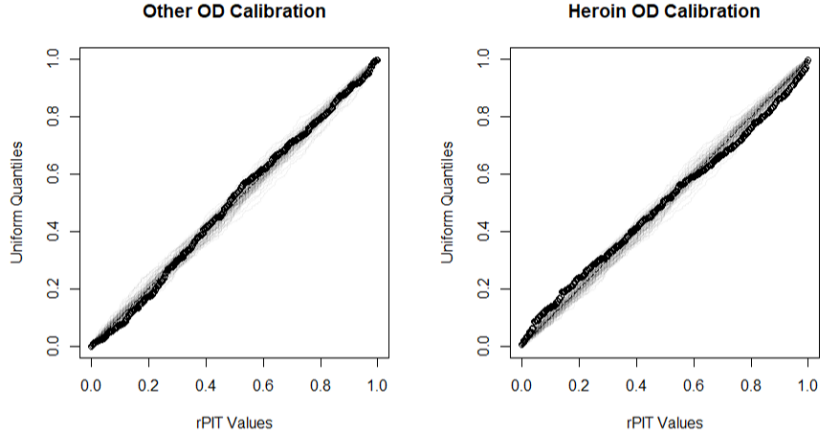 Other OD Calibration
Uniform Quantiles
1.0
0.8
0.6
0.4
0.2
0.0
0.0 0.2 0.4 0.6 0.8 1.0
rPIT Values
Heroin OD Calibration
Uniform Quantiles
1.0
0.8
0.6
0.4
0.2
0.0
0.0 0.2 0.4 0.6 0.8 1.0
rPIT Values